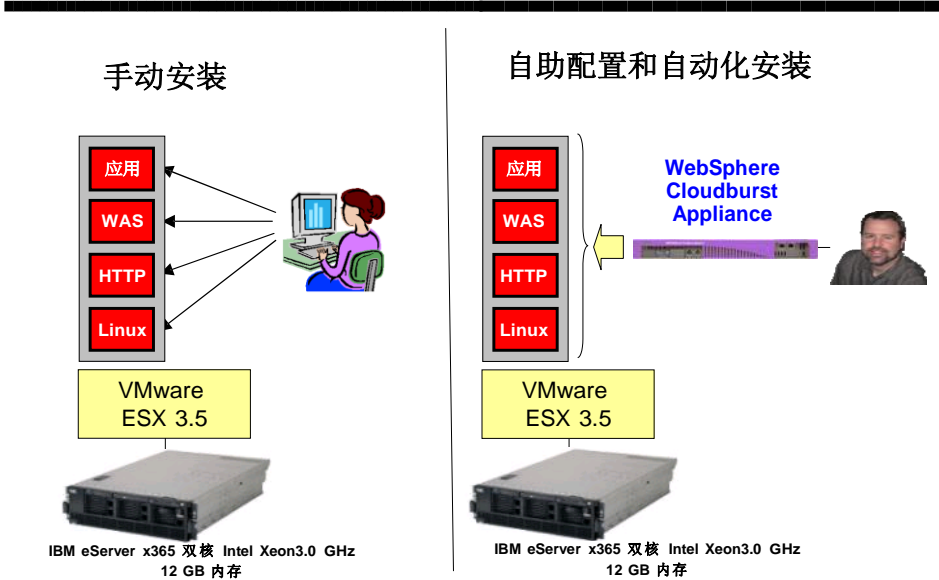 手动安装
应用
WAS
HTTP
Linux
VMware
ESX 3.5
IBM eServer x365 双核 Intel Xeon3.0 GHz
12 GB 内存
自助配置和自动化安装
应用
WAS
HTTP
Linux
WebSphere
Cloudburst
Appliance
VMware
ESX 3.5
IBM eServer x365 双核 Intel Xeon3.0 GHz
12 GB 内存